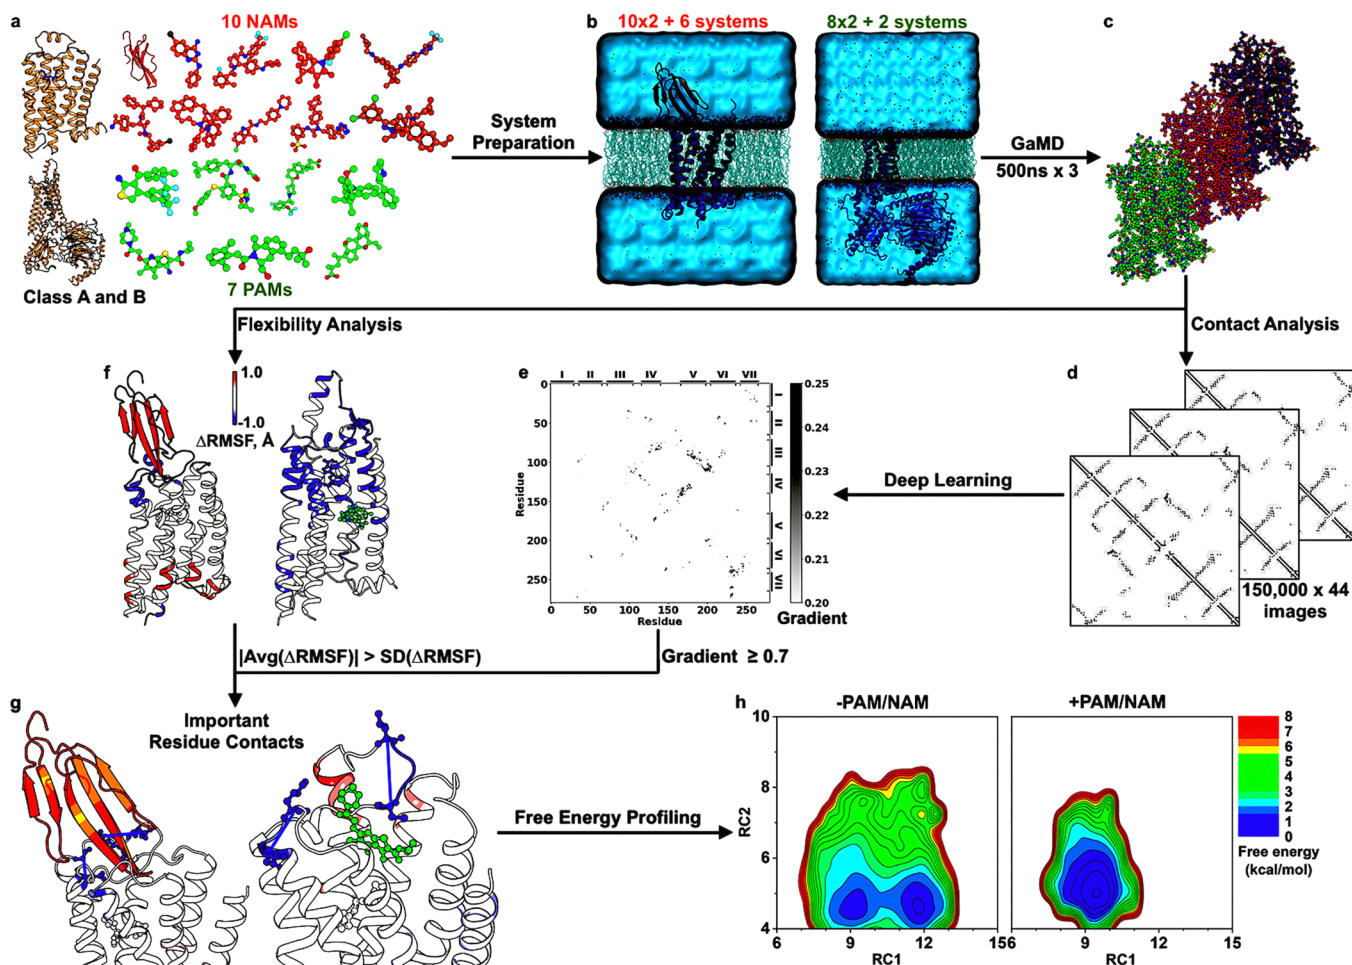 a
10 NAMs
Class A and B
7 PAMs
System
Preparation
b
10x2 + 6 systems
8x2 + 2 systems
GaMD
500ns x 3
c
Flexibility Analysis
Contact Analysis
f
1.0
-1.0
ΔRMSF, Å
e
I II III IV V VI VII
0
50
100
150
200
250
Residue
0 50 100 150 200 250
Residue
I
II
III
IV
V
VI
VII
0.25
0.23
0.22
0.21
0.20
Gradient
Deep Learning
d
150,000 x 44
images
|Avg(ΔRMSF)| > SD(ΔRMSF)
Gradient ≥ 0.7
g
Important
Residue Contacts
Free Energy Profiling
h
-PAM/NAM
+PAM/NAM
10
8
6
4
RC2
6 9 12 15
RC1
6 9 12 15
RC1
8
7
6
5
4
3
2
1
0
Free energy
(kcal/mol)